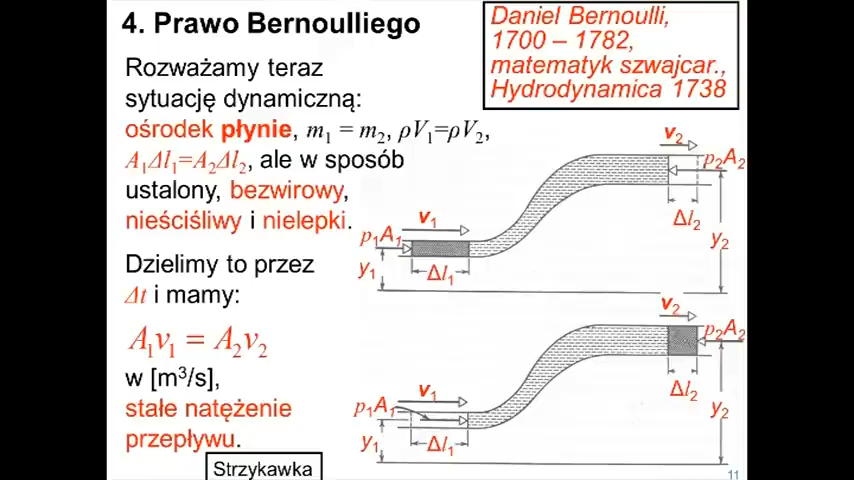 4. Prawo Bernoulliego
Daniel Bernoulli,
1700 – 1782,
matematyk szwajcar.,
Hydrodynamica 1738
Rozważamy teraz
sytuację dynamiczną:
ośrodek płynie, m₁ = m₂, ρV₁=ρV₂,
A₁Δl₁=A₂Δl₂, ale w sposób
ustalony, bezwirowy,
nieściśliwy i nielepki.
Dzielimy to przez
Δt i mamy:
A₁v₁ = A₂v₂
w [m³/s],
stałe natężenie
przepływu.
Strzykawka
v₂
p₂A₂
Δl₂
y₂
v₁
p₁A₁
y₁
Δl₁
v₂
p₂A₂
Δl₂
y₂
v₁
p₁A₁
y₁
Δl₁
11